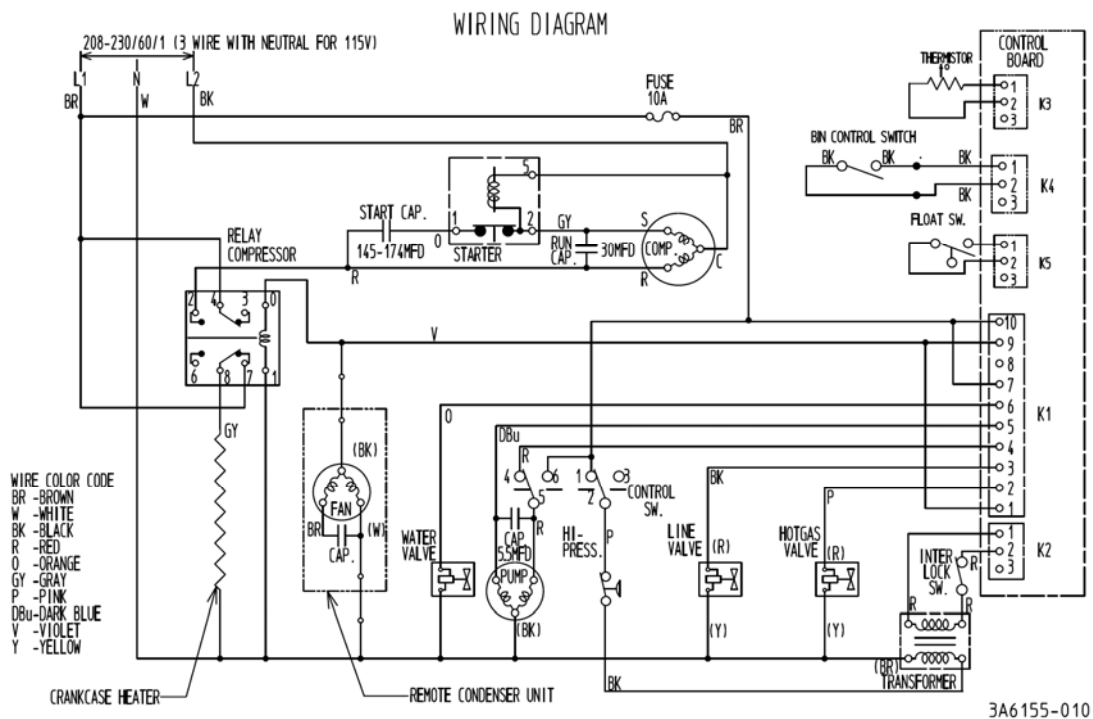 WIRING DIAGRAM
208-230/60/1 (3 WIRE WITH NEUTRAL FOR 115V)
L1 N L2
BR W BK
FUSE
10A
BR
THERMISTOR
CONTROL
BOARD
1
2
3
K3
BIN CONTROL SWITCH
BK BK BK
BK
1
2
3
K4
FLOAT SW.
1
2
3
K5
START CAP.
145-174MFD
O
R
5
1 2
STARTER
GY
RUN
CAP.
30MFD
S
COMP.
R
C
RELAY
COMPRESSOR
2 4 3 0
6 8 7 1
GY
V
10
9
8
7
6
5
4
3
2
1
K1
O
DBu
R
4 6
5
1 3
2
CONTROL
SW.
BK
P
(BK)
FAN
BR
(W)
CAP.
WATER
VALVE
CAP
55MFD
R
PUMP
(BK)
HI-
PRESS.
P
LINE
VALVE
(R)
(Y)
HOTGAS
VALVE
(R)
(Y)
INTER
LOCK
SW.
R
1
2
3
K2
R R
(BR)
TRANSFORMER
BK
WIRE COLOR CODE
BR -BROWN
W -WHITE
BK -BLACK
R -RED
O -ORANGE
GY -GRAY
P -PINK
DBu-DARK BLUE
V -VIOLET
Y -YELLOW
CRANKCASE HEATER
REMOTE CONDENSER UNIT
3A6155-010